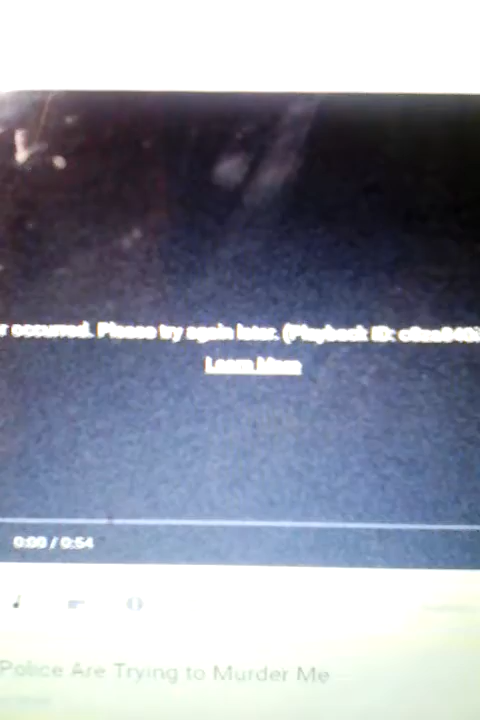 r occurred. Please try again later. (Playback ID:
Learn More
0:00 / 0:54
Police Are Trying to Murder Me